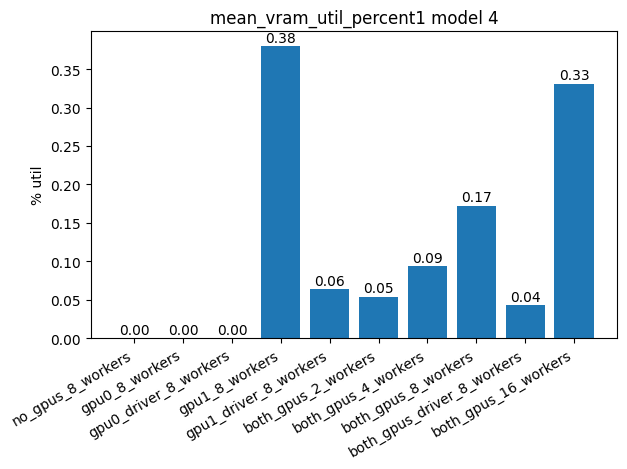 mean_vram_util_percent1 model 4
% util
0.35
0.30
0.25
0.20
0.15
0.10
0.05
0.00
0.00
0.00
0.00
0.38
0.06
0.05
0.09
0.17
0.04
0.33
no_gpus_8_workers
gpu0_8_workers
gpu0_driver_8_workers
gpu1_8_workers
gpu1_driver_8_workers
both_gpus_2_workers
both_gpus_4_workers
both_gpus_8_workers
both_gpus_driver_8_workers
both_gpus_16_workers